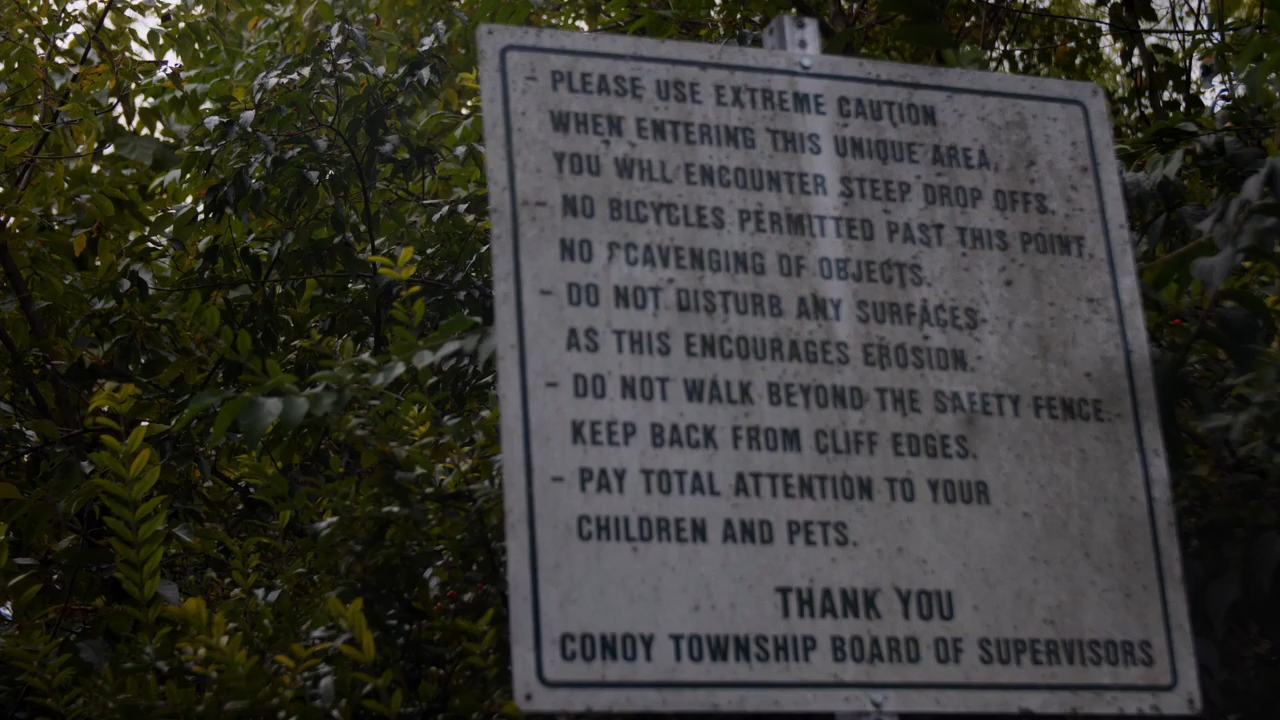 - PLEASE USE EXTREME CAUTION
WHEN ENTERING THIS UNIQUE AREA,
YOU WILL ENCOUNTER STEEP DROP OFFS.
- NO BICYCLES PERMITTED PAST THIS POINT.
NO SCAVENGING OF OBJECTS.
- DO NOT DISTURB ANY SURFACES
AS THIS ENCOURAGES EROSION.
- DO NOT WALK BEYOND THE SAFETY FENCE.
KEEP BACK FROM CLIFF EDGES.
- PAY TOTAL ATTENTION TO YOUR
CHILDREN AND PETS.
THANK YOU
CONOY TOWNSHIP BOARD OF SUPERVISORS